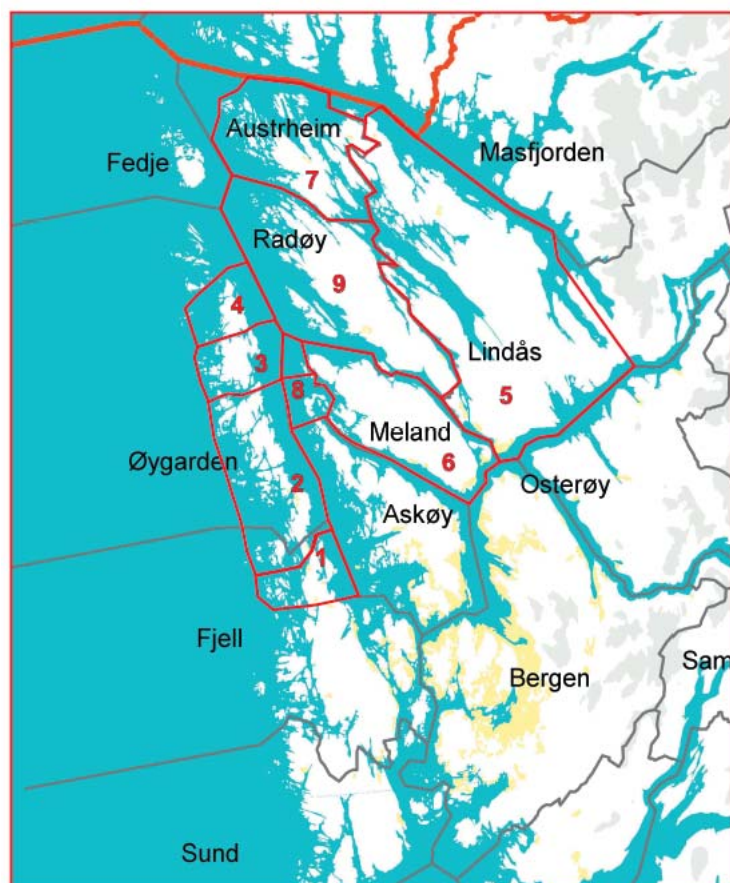 Austrheim
Masfjorden
Fedje
7
Radøy
9
4
3
Lindås
8
5
Meland
6
Øygarden
2
Osterøy
Askøy
1
Fjell
Bergen
Sam
Sund